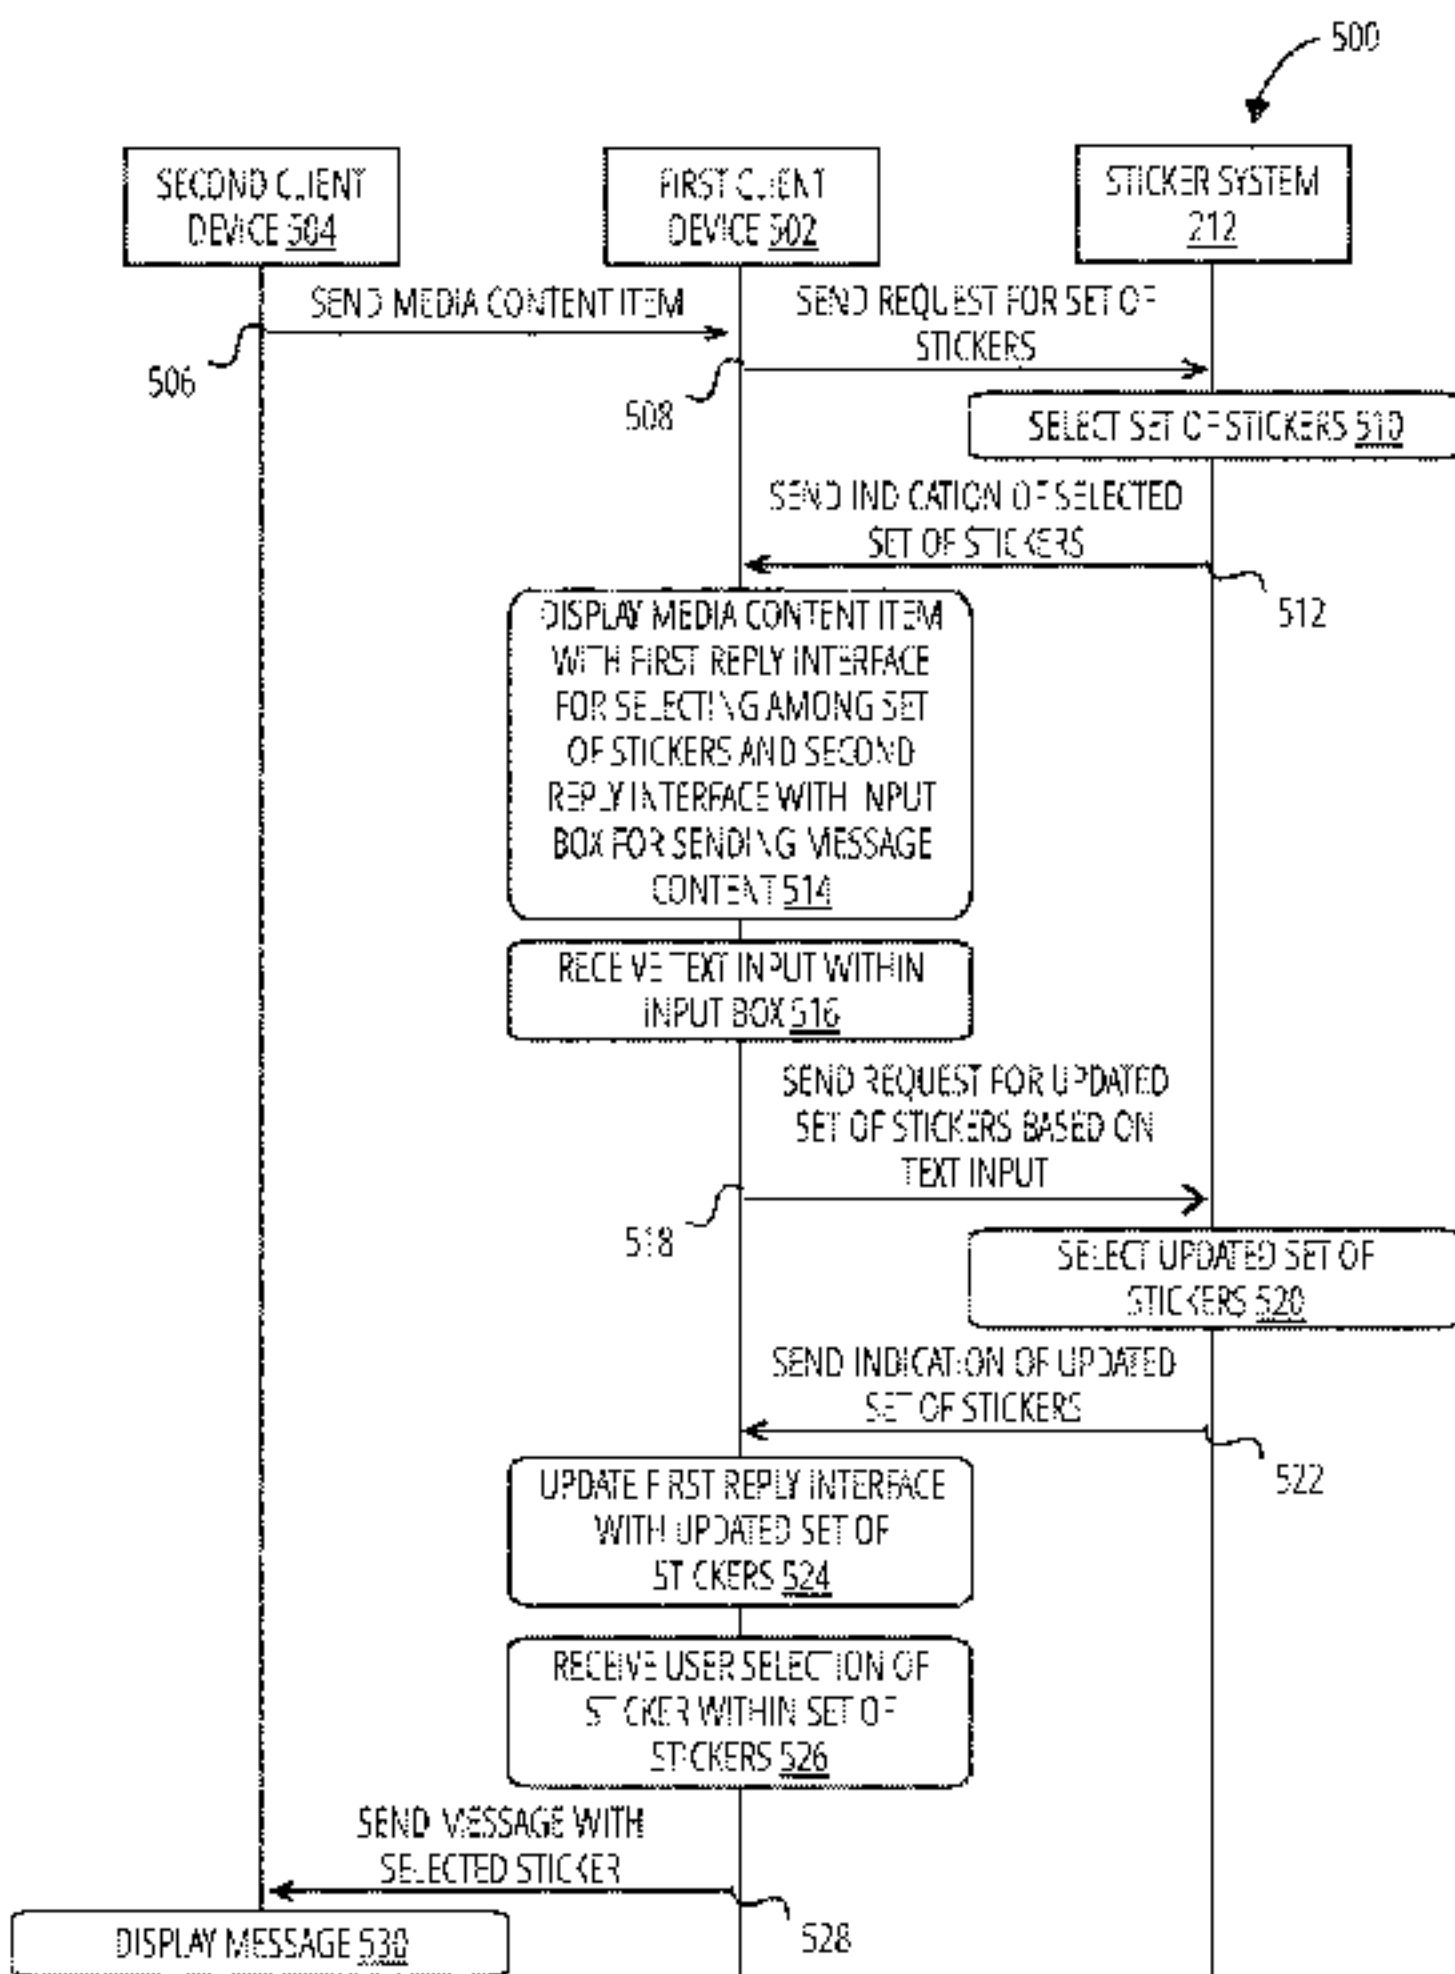 500
SECOND CLIENT
DEVICE 504
FIRST CLIENT
DEVICE 502
STICKER SYSTEM
212
SEND MEDIA CONTENT ITEM
506
SEND REQUEST FOR SET OF
STICKERS
508
SELECT SET OF STICKERS 510
SEND INDICATION OF SELECTED
SET OF STICKERS
512
DISPLAY MEDIA CONTENT ITEM
WITH FIRST REPLY INTERFACE
FOR SELECTING AMONG SET
OF STICKERS AND SECOND
REPLY INTERFACE WITH INPUT
BOX FOR SENDING MESSAGE
CONTENT 514
RECEIVE TEXT INPUT WITHIN
INPUT BOX 516
SEND REQUEST FOR UPDATED
SET OF STICKERS BASED ON
TEXT INPUT
518
SELECT UPDATED SET OF
STICKERS 520
SEND INDICATION OF UPDATED
SET OF STICKERS
522
UPDATE FIRST REPLY INTERFACE
WITH UPDATED SET OF
STICKERS 524
RECEIVE USER SELECTION OF
STICKER WITHIN SET OF
STICKERS 526
SEND MESSAGE WITH
SELECTED STICKER
528
DISPLAY MESSAGE 530